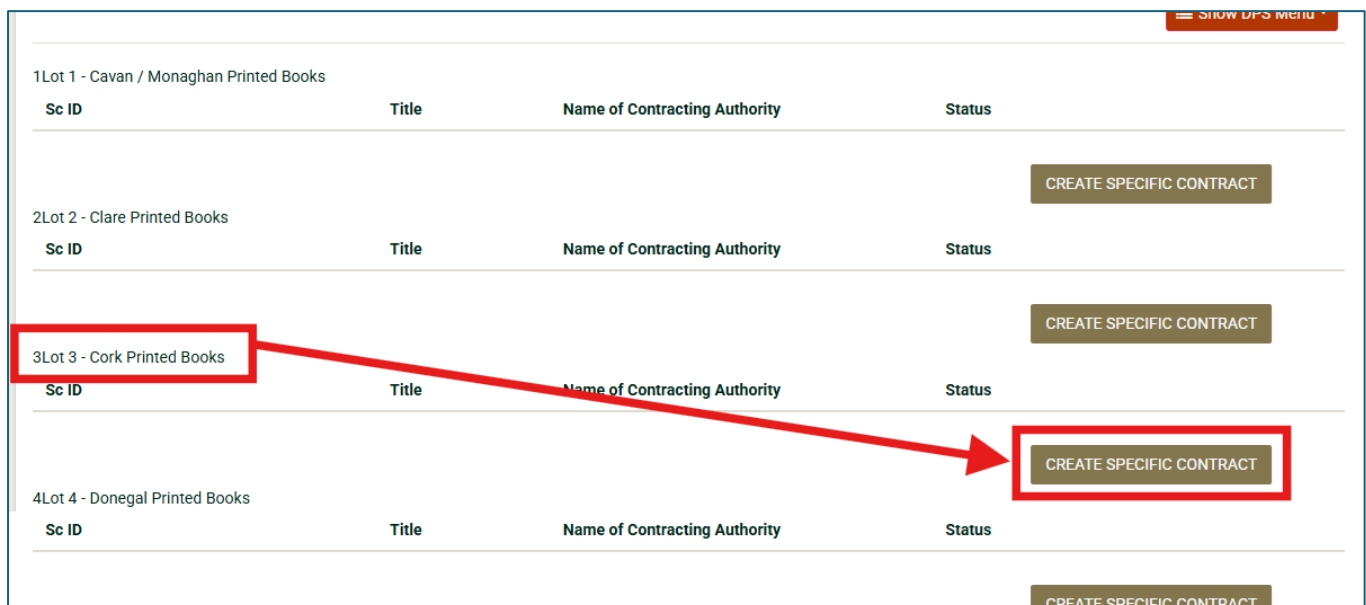 Show DPS Menu
1Lot 1 - Cavan / Monaghan Printed Books
Sc ID Title Name of Contracting Authority Status
CREATE SPECIFIC CONTRACT
2Lot 2 - Clare Printed Books
Sc ID Title Name of Contracting Authority Status
CREATE SPECIFIC CONTRACT
3Lot 3 - Cork Printed Books
Sc ID Title Name of Contracting Authority Status
CREATE SPECIFIC CONTRACT
4Lot 4 - Donegal Printed Books
Sc ID Title Name of Contracting Authority Status
CREATE SPECIFIC CONTRACT